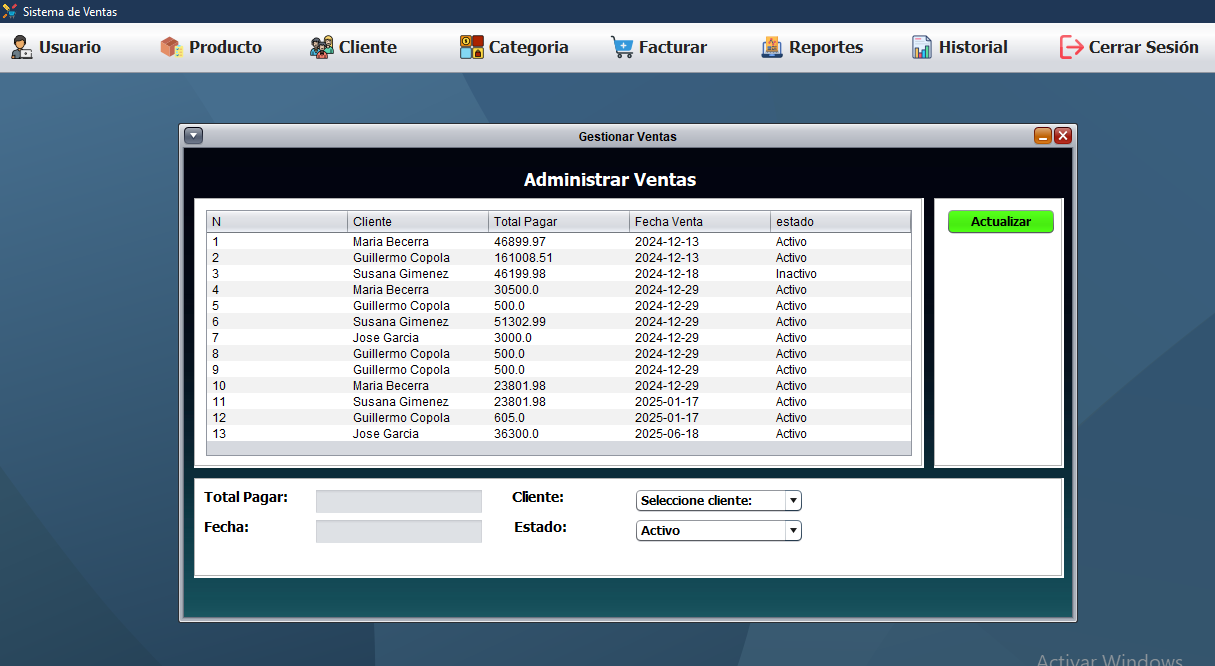 Sistema de Ventas
Usuario Producto Cliente Categoria Facturar Reportes Historial Cerrar Sesión
Gestionar Ventas
Administrar Ventas
N Cliente Total Pagar Fecha Venta estado
1 Maria Becerra 46899.97 2024-12-13 Activo
2 Guillermo Copola 161008.51 2024-12-13 Activo
3 Susana Gimenez 46199.98 2024-12-18 Inactivo
4 Maria Becerra 30500.0 2024-12-29 Activo
5 Guillermo Copola 500.0 2024-12-29 Activo
6 Susana Gimenez 51302.99 2024-12-29 Activo
7 Jose Garcia 3000.0 2024-12-29 Activo
8 Guillermo Copola 500.0 2024-12-29 Activo
9 Guillermo Copola 500.0 2024-12-29 Activo
10 Maria Becerra 23801.98 2024-12-29 Activo
11 Susana Gimenez 23801.98 2025-01-17 Activo
12 Guillermo Copola 605.0 2025-01-17 Activo
13 Jose Garcia 36300.0 2025-06-18 Activo
Actualizar
Total Pagar: Cliente: Seleccione cliente:
Fecha: Estado: Activo
Activar Windows